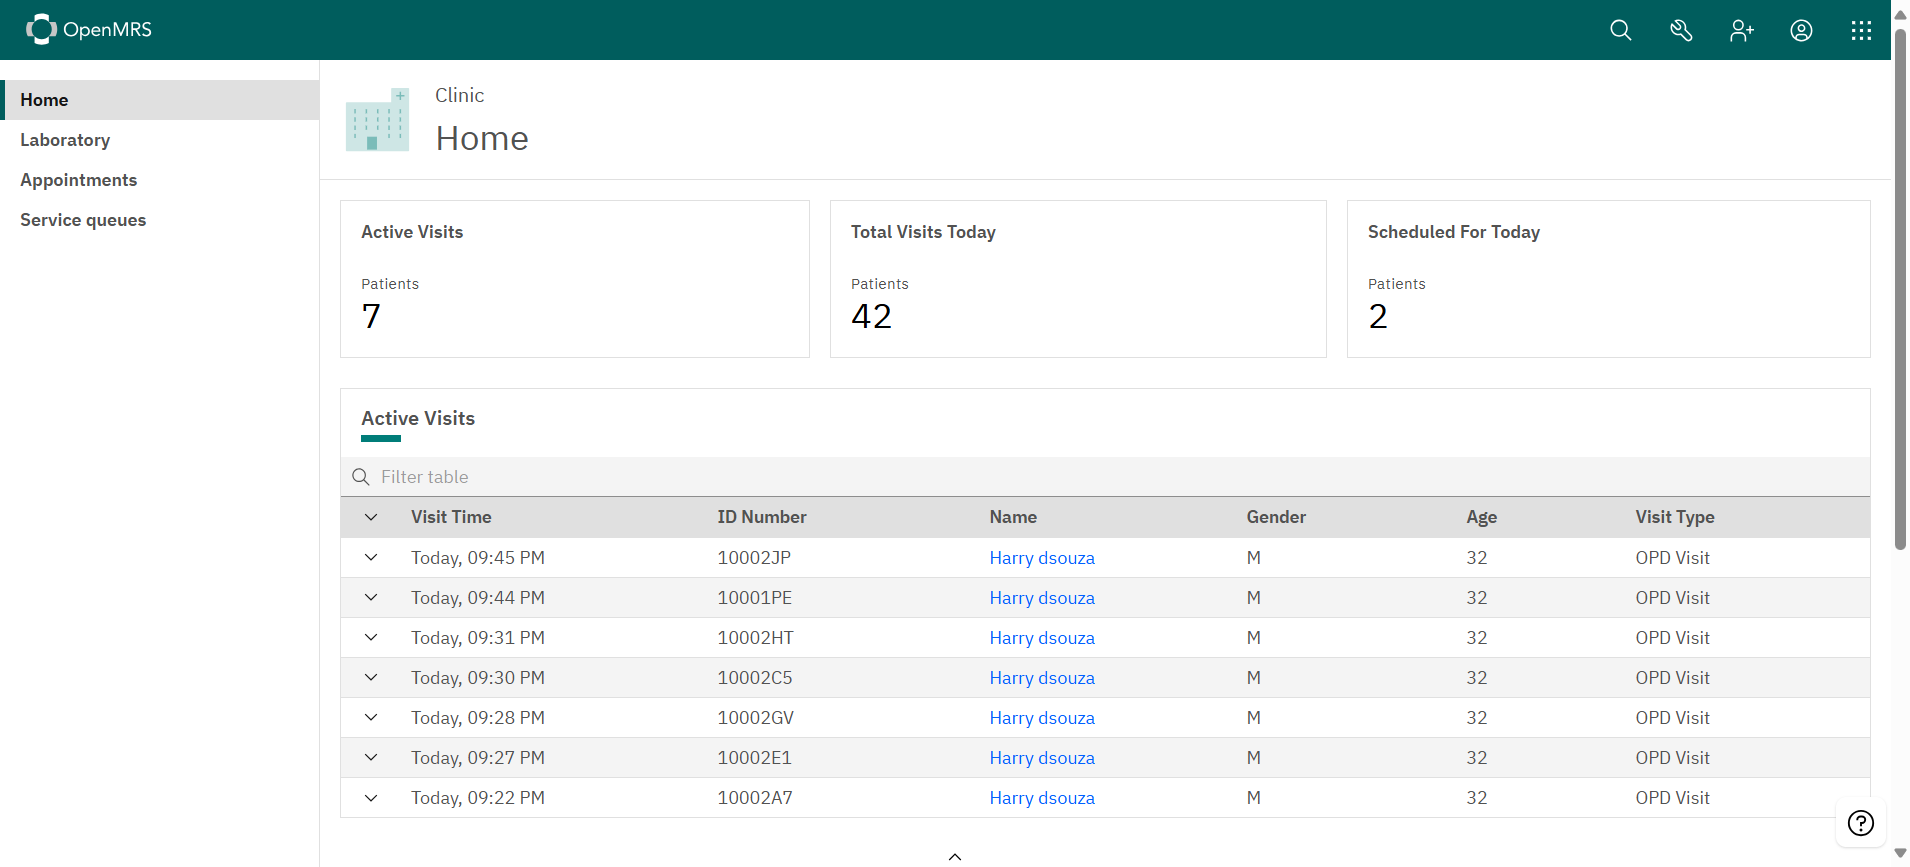 OpenMRS
Home
Laboratory
Appointments
Service queues
Clinic
Home
Active Visits
Patients
7
Total Visits Today
Patients
42
Scheduled For Today
Patients
2
Active Visits
Filter table
Visit Time ID Number Name Gender Age Visit Type
Today, 09:45 PM 10002JP Harry dsouza M 32 OPD Visit
Today, 09:44 PM 10001PE Harry dsouza M 32 OPD Visit
Today, 09:31 PM 10002HT Harry dsouza M 32 OPD Visit
Today, 09:30 PM 10002C5 Harry dsouza M 32 OPD Visit
Today, 09:28 PM 10002GV Harry dsouza M 32 OPD Visit
Today, 09:27 PM 10002E1 Harry dsouza M 32 OPD Visit
Today, 09:22 PM 10002A7 Harry dsouza M 32 OPD Visit